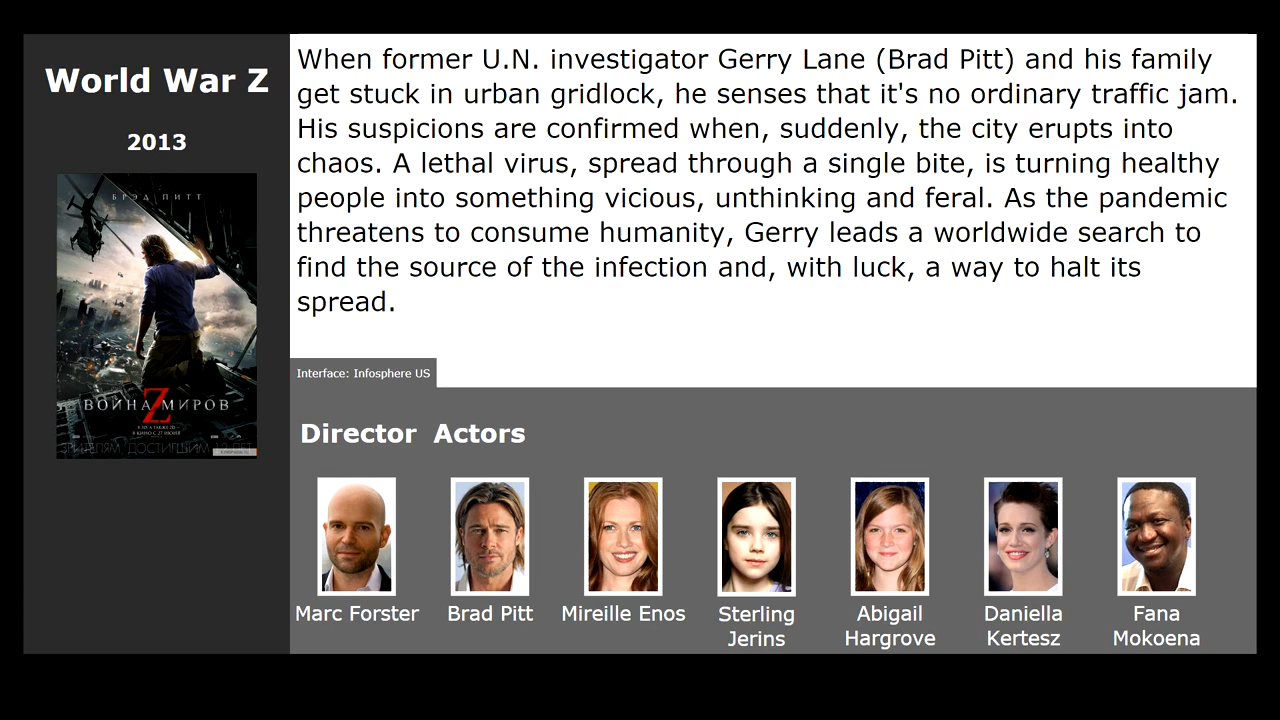 World War Z
2013
БРЭД ПИТТ
ВОЙНА Z МИРОВ
When former U.N. investigator Gerry Lane (Brad Pitt) and his family
get stuck in urban gridlock, he senses that it's no ordinary traffic jam.
His suspicions are confirmed when, suddenly, the city erupts into
chaos. A lethal virus, spread through a single bite, is turning healthy
people into something vicious, unthinking and feral. As the pandemic
threatens to consume humanity, Gerry leads a worldwide search to
find the source of the infection and, with luck, a way to halt its
spread.
Interface: Infosphere US
Director Actors
Marc Forster
Brad Pitt
Mireille Enos
Sterling
Jerins
Abigail
Hargrove
Daniella
Kertesz
Fana
Mokoena